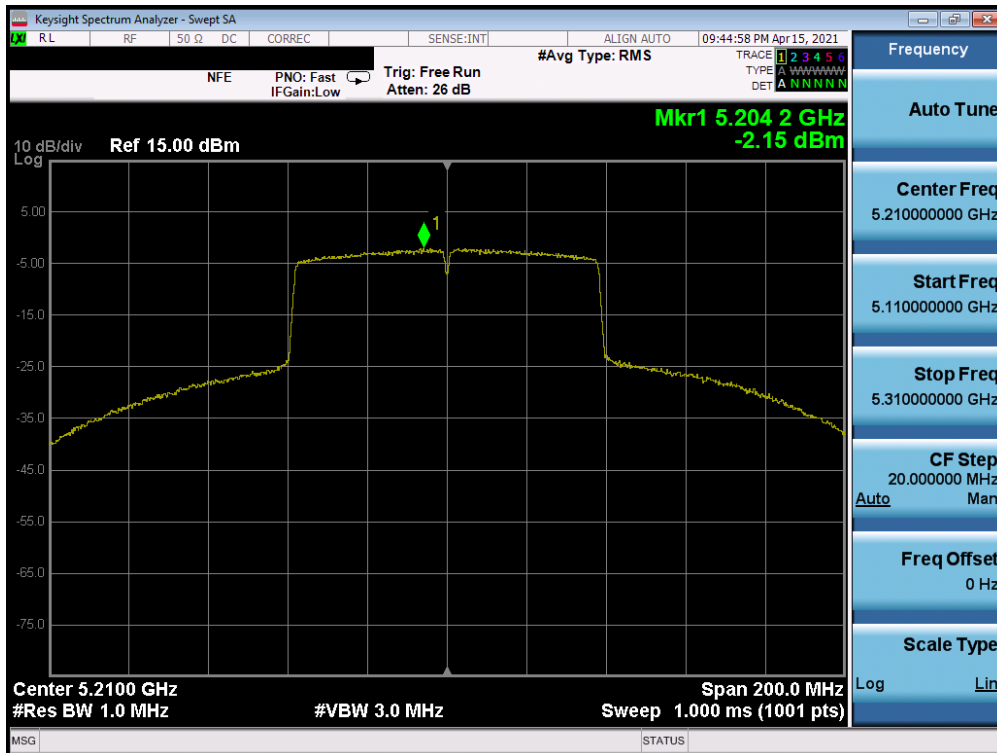 Keysight Spectrum Analyzer - Swept SA
LXI RL RF 50 Ω DC CORREC SENSE:INT ALIGN AUTO 09:44:58 PM Apr 15, 2021
NFE PNO: Fast Trig: Free Run #Avg Type: RMS TRACE 1 2 3 4 5 6
IFGain:Low Atten: 26 dB TYPE A WWWWW
DET A N N N N N
Mkr1 5.204 2 GHz
-2.15 dBm
10 dB/div Ref 15.00 dBm
Log
1
5.00
-5.00
-15.0
-25.0
-35.0
-45.0
-55.0
-65.0
-75.0
Center 5.2100 GHz Span 200.0 MHz
#Res BW 1.0 MHz #VBW 3.0 MHz Sweep 1.000 ms (1001 pts)
MSG STATUS
Frequency
Auto Tune
Center Freq
5.210000000 GHz
Start Freq
5.110000000 GHz
Stop Freq
5.310000000 GHz
CF Step
20.000000 MHz
Auto Man
Freq Offset
0 Hz
Scale Type
Log Lin